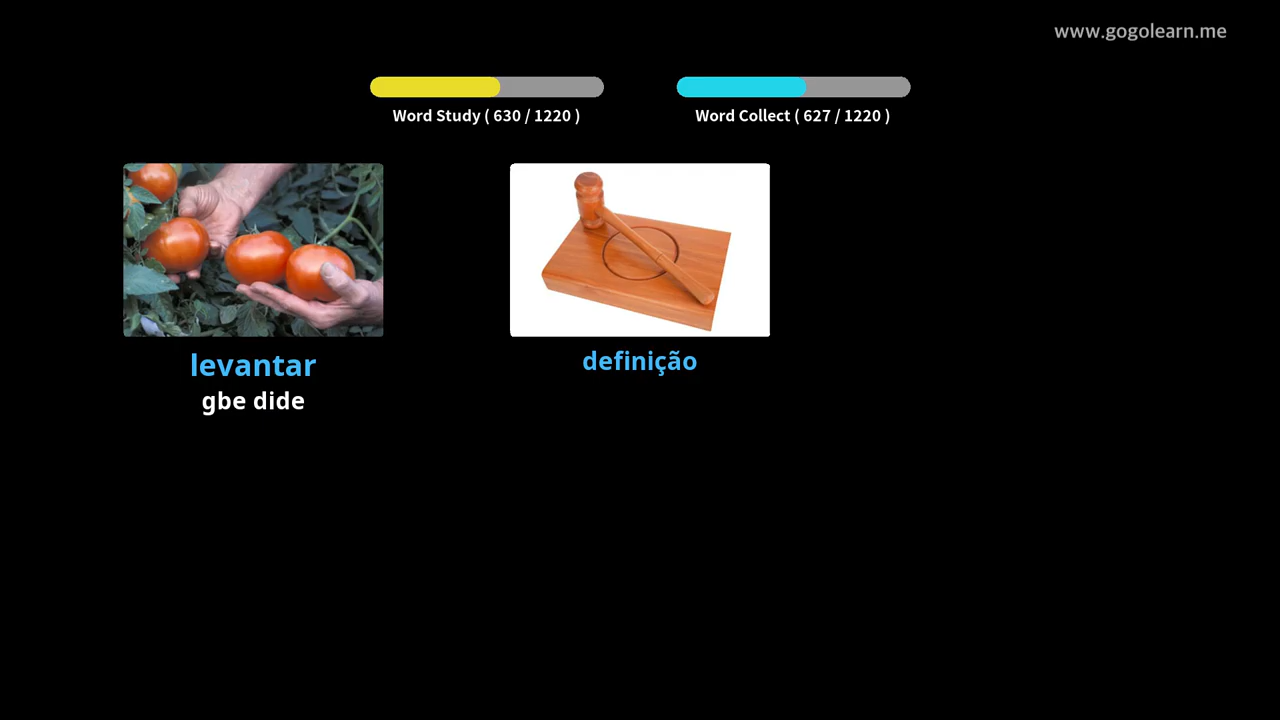 www.gogolearn.me
Word Study ( 630 / 1220 )
Word Collect ( 627 / 1220 )
levantar
gbe dide
definição